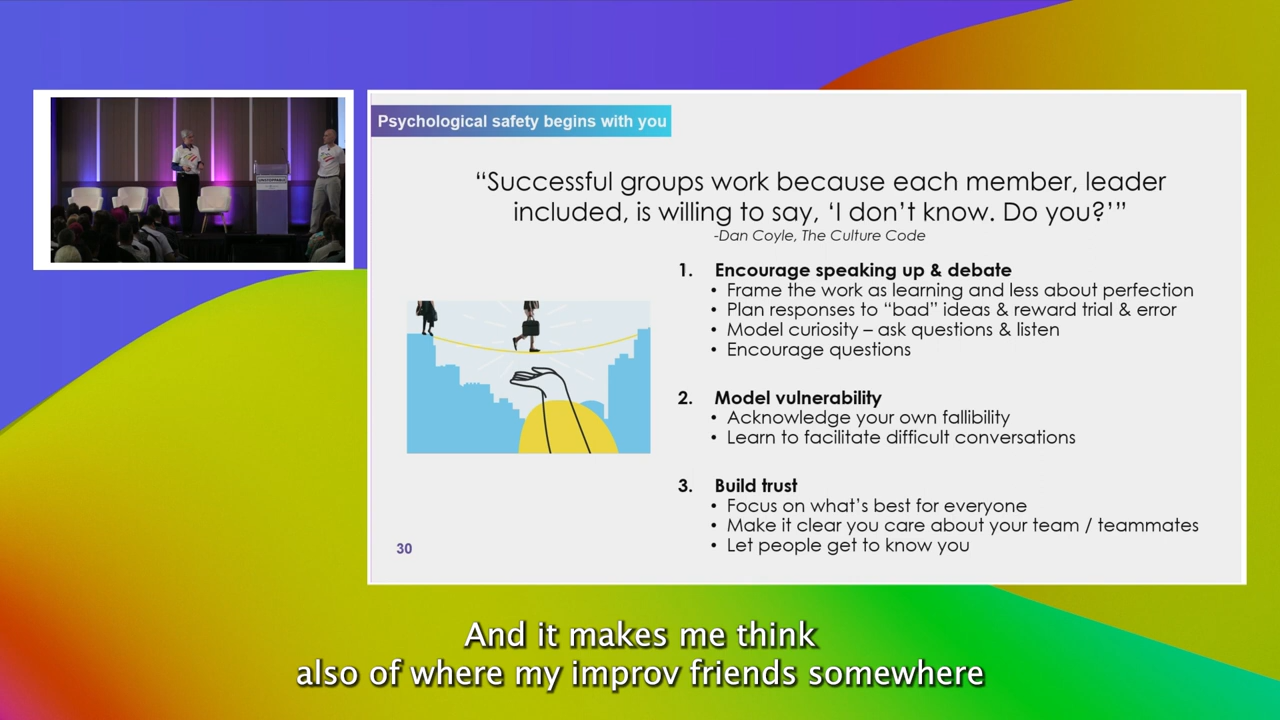 Psychological safety begins with you
“Successful groups work because each member, leader
included, is willing to say, ‘I don’t know. Do you?’”
-Dan Coyle, The Culture Code
1. Encourage speaking up & debate
• Frame the work as learning and less about perfection
• Plan responses to “bad” ideas & reward trial & error
• Model curiosity – ask questions & listen
• Encourage questions
2. Model vulnerability
• Acknowledge your own fallibility
• Learn to facilitate difficult conversations
3. Build trust
• Focus on what’s best for everyone
• Make it clear you care about your team / teammates
• Let people get to know you
30
And it makes me think
also of where my improv friends somewhere